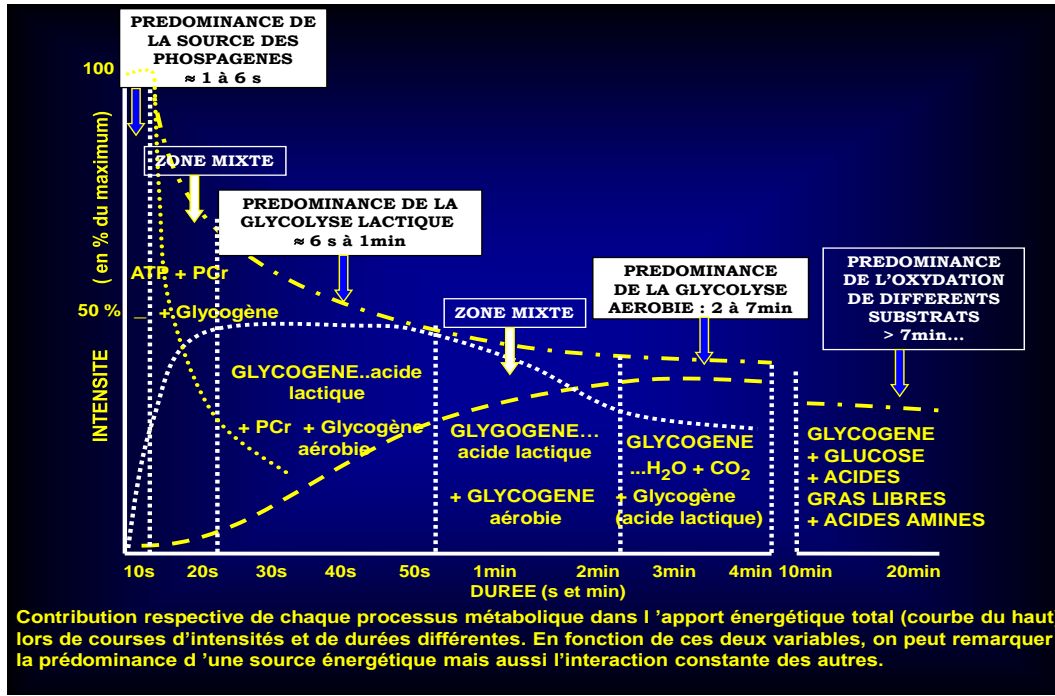 PREDOMINANCE DE
LA SOURCE DES
PHOSPAGENES
≈ 1 à 6 s
100
INTENSITE (en % du maximum)
ZONE MIXTE
PREDOMINANCE DE LA
GLYCOLYSE LACTIQUE
≈ 6 s à 1min
PREDOMINANCE
DE LA GLYCOLYSE
AEROBIE : 2 à 7min
PREDOMINANCE
DE L'OXYDATION
DE DIFFERENTS
SUBSTRATS
> 7min...
ATP + PCr
50 %
_ + Glycogène
ZONE MIXTE
GLYCOGENE..acide
lactique
+ PCr + Glycogène
aérobie
GLYGOGENE…
acide lactique
+ GLYCOGENE
aérobie
GLYCOGENE
...H₂O + CO₂
+ Glycogène
(acide lactique)
GLYCOGENE
+ GLUCOSE
+ ACIDES
GRAS LIBRES
+ ACIDES AMINES
10s 20s 30s 40s 50s 1min 2min 3min 4min 10min 20min
DUREE (s et min)
Contribution respective de chaque processus métabolique dans l 'apport énergétique total (courbe du haut
lors de courses d'intensités et de durées différentes. En fonction de ces deux variables, on peut remarquer
la prédominance d 'une source énergétique mais aussi l'interaction constante des autres.